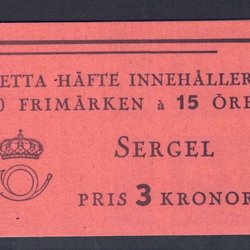 ETTA HÄFTE INNEHÅLLER
0 FRIMÄRKEN à 15 ÖRE
SERGEL
PRIS 3 KRONOR